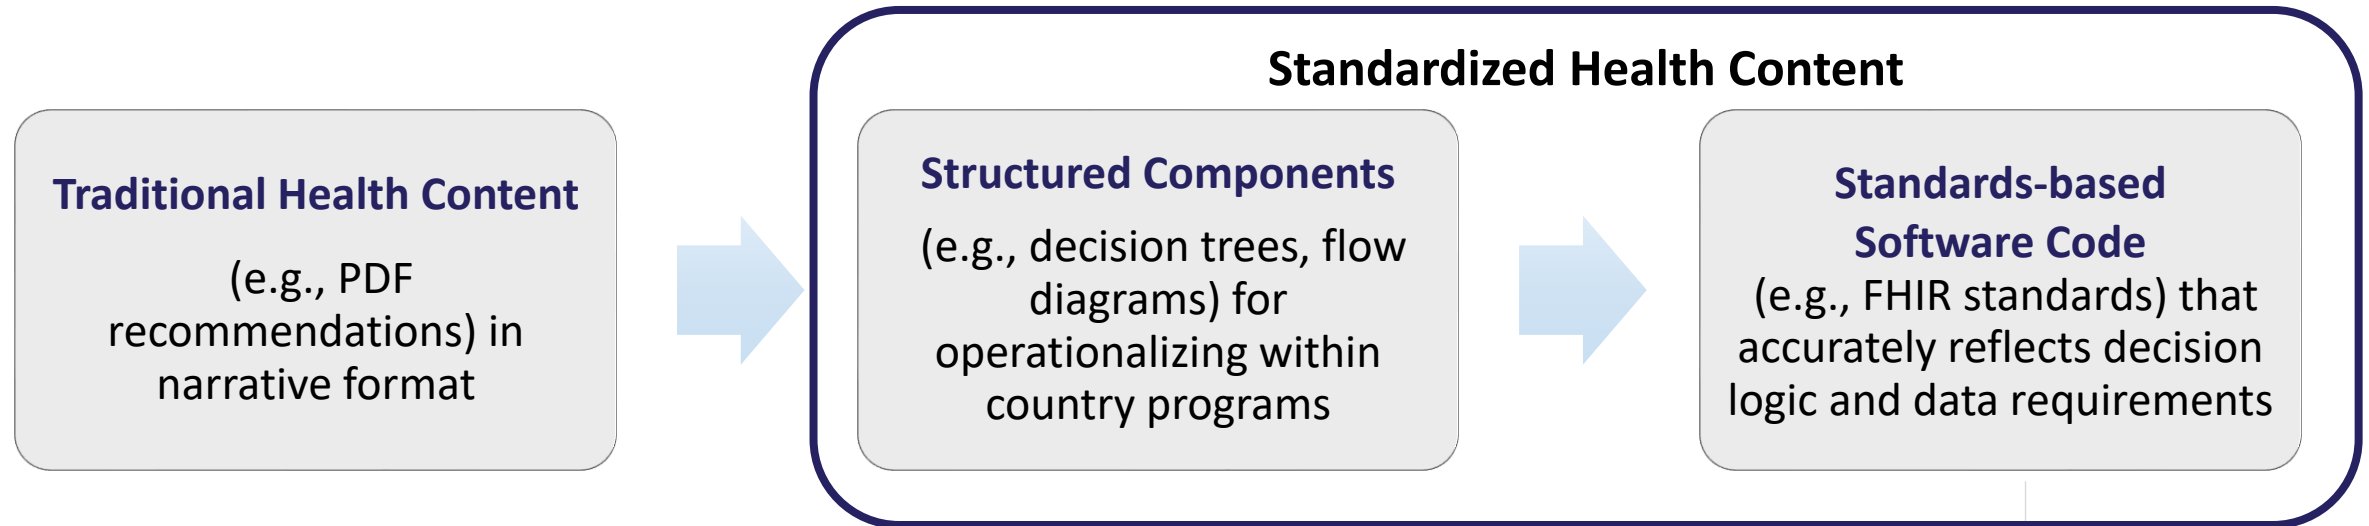 Standardized Health Content
Traditional Health Content
(e.g., PDF
recommendations) in
narrative format
Structured Components
(e.g., decision trees, flow
diagrams) for
operationalizing within
country programs
Standards-based
Software Code
(e.g., FHIR standards) that
accurately reflects decision
logic and data requirements